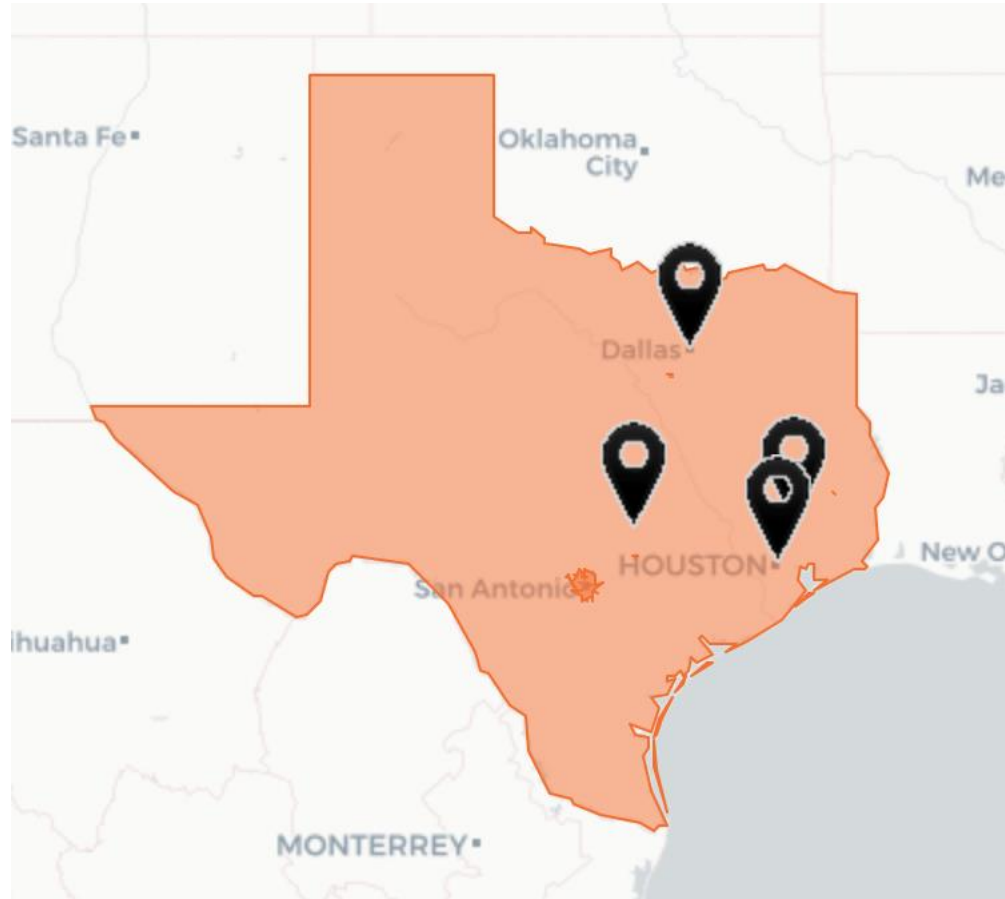 Santa Fe
Oklahoma
City
Me
Dallas
Ja
HOUSTON
New O
San Antonio
ihuahua
MONTERREY